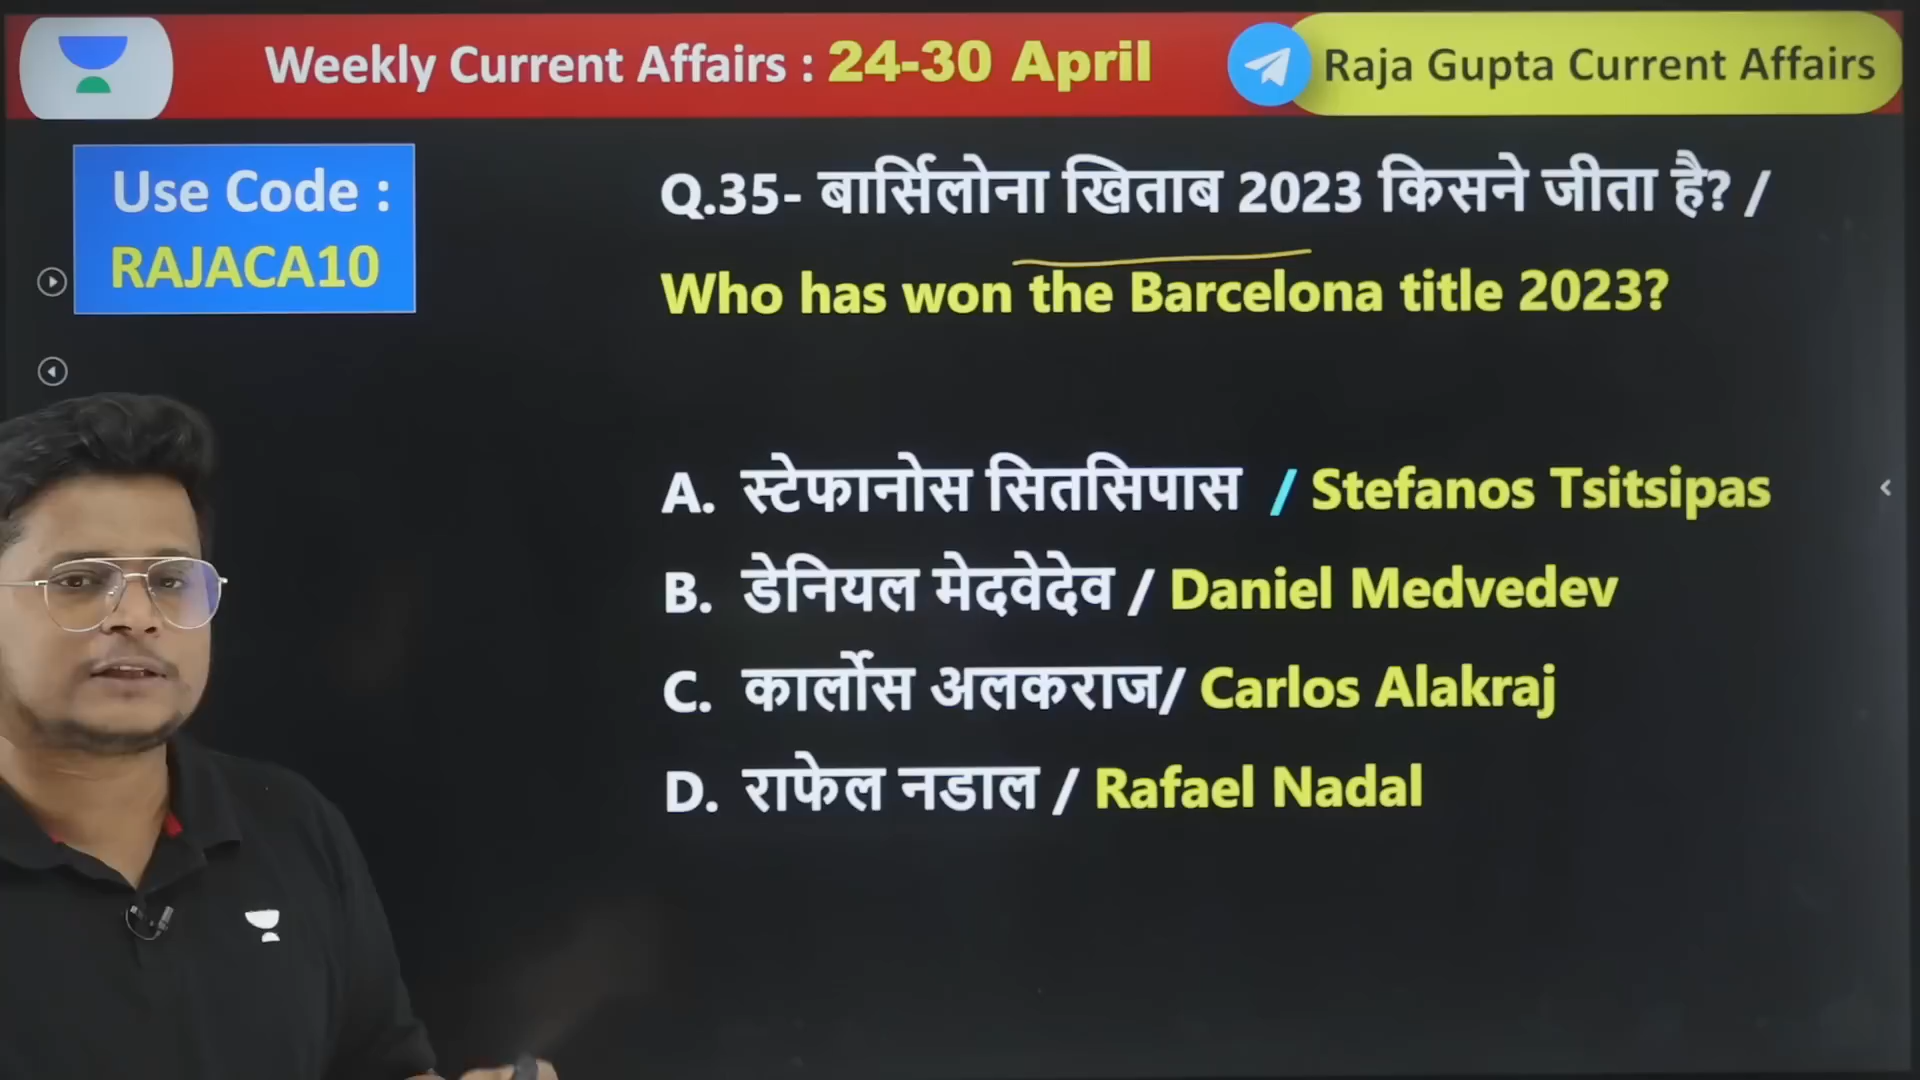 Weekly Current Affairs : 24-30 April
Raja Gupta Current Affairs
Use Code :
RAJACA10
Q.35- बार्सिलोना खिताब 2023 किसने जीता है? /
Who has won the Barcelona title 2023?
A. स्टेफानोस सितसिपास / Stefanos Tsitsipas
B. डेनियल मेदवेदेव / Daniel Medvedev
C. कार्लोस अलकराज/ Carlos Alakraj
D. राफेल नडाल / Rafael Nadal